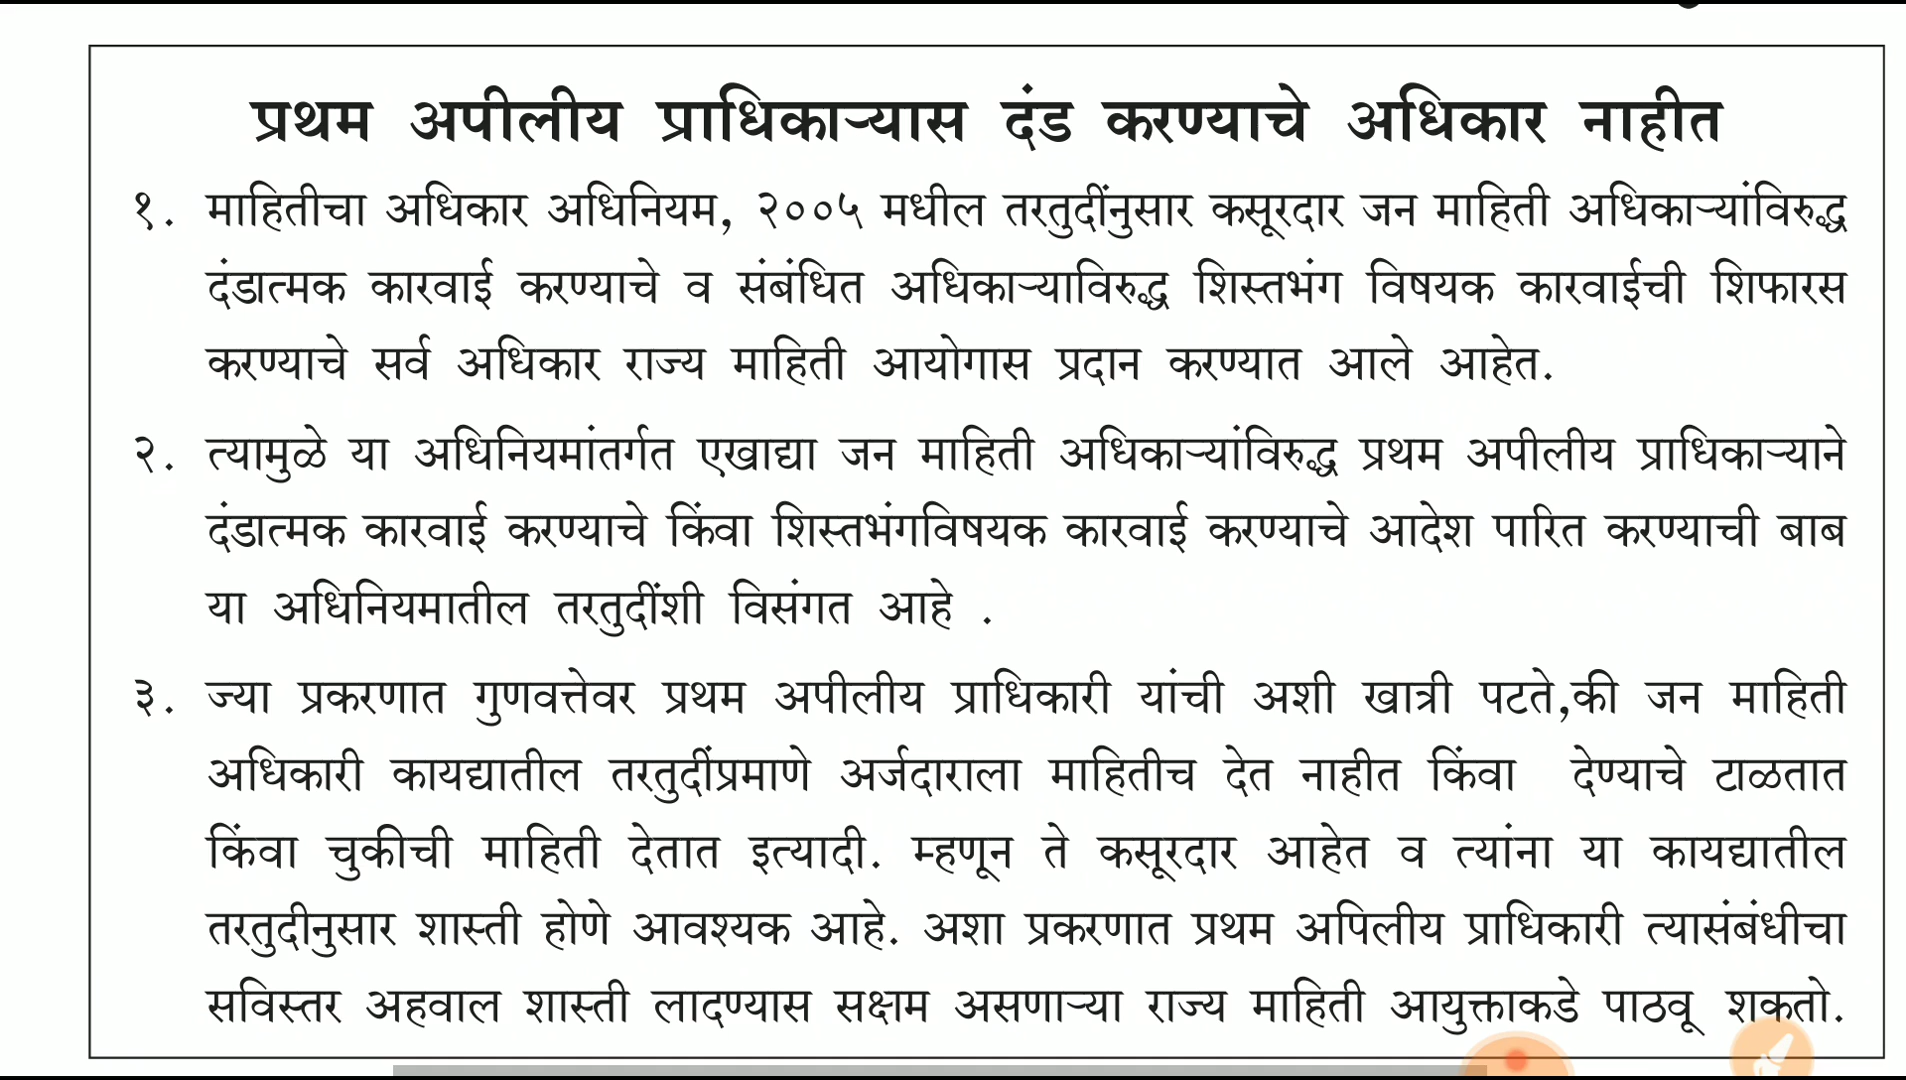 प्रथम अपीलीय प्राधिकाऱ्यास दंड करण्याचे अधिकार नाहीत
१. माहितीचा अधिकार अधिनियम, २००५ मधील तरतुदींनुसार कसूरदार जन माहिती अधिकाऱ्यांविरुद्ध
दंडात्मक कारवाई करण्याचे व संबंधित अधिकाऱ्याविरुद्ध शिस्तभंग विषयक कारवाईची शिफारस
करण्याचे सर्व अधिकार राज्य माहिती आयोगास प्रदान करण्यात आले आहेत.
२. त्यामुळे या अधिनियमांतर्गत एखाद्या जन माहिती अधिकाऱ्यांविरुद्ध प्रथम अपीलीय प्राधिकाऱ्याने
दंडात्मक कारवाई करण्याचे किंवा शिस्तभंगविषयक कारवाई करण्याचे आदेश पारित करण्याची बाब
या अधिनियमातील तरतुदींशी विसंगत आहे .
३. ज्या प्रकरणात गुणवत्तेवर प्रथम अपीलीय प्राधिकारी यांची अशी खात्री पटते,की जन माहिती
अधिकारी कायद्यातील तरतुदींप्रमाणे अर्जदाराला माहितीच देत नाहीत किंवा देण्याचे टाळतात
किंवा चुकीची माहिती देतात इत्यादी. म्हणून ते कसूरदार आहेत व त्यांना या कायद्यातील
तरतुदीनुसार शास्ती होणे आवश्यक आहे. अशा प्रकरणात प्रथम अपिलीय प्राधिकारी त्यासंबंधीचा
सविस्तर अहवाल शास्ती लादण्यास सक्षम असणाऱ्या राज्य माहिती आयुक्ताकडे पाठवू शकतो.